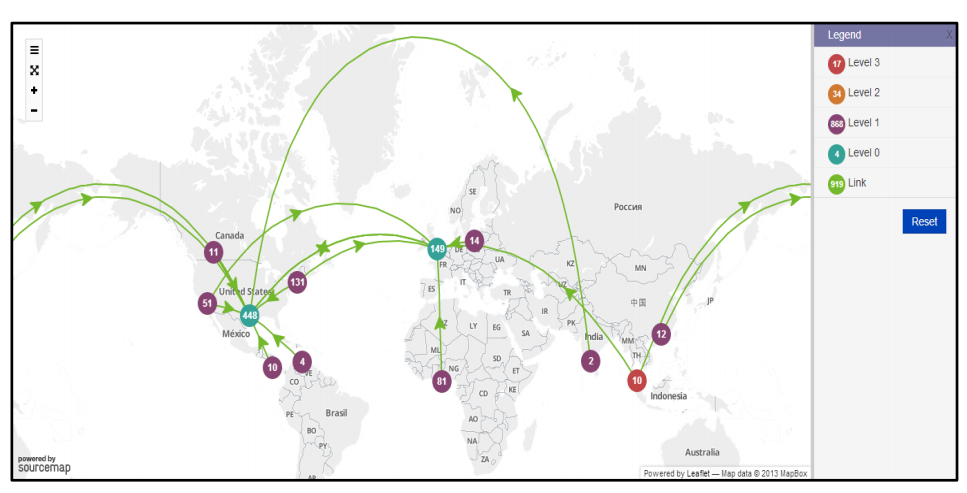 Legend X
17 Level 3
34 Level 2
868 Level 1
4 Level 0
919 Link
Reset
SE
NO
Россия
Canada
11
149
14
DE
UA
FR
KZ
MN
131
United States
ES
IT
TR
UZ
中国
JP
51
448
México
IR
PK
LY
EG
SA
India
MM
12
TH
10
4
VE
CO
ML
NG
SD
ET
2
81
10
CD
KE
Indonesia
PE
Brasil
BO
PY
AO
NA
ZA
Australia
AR
powered by
sourcemap
Powered by Leaflet — Map data © 2013 MapBox